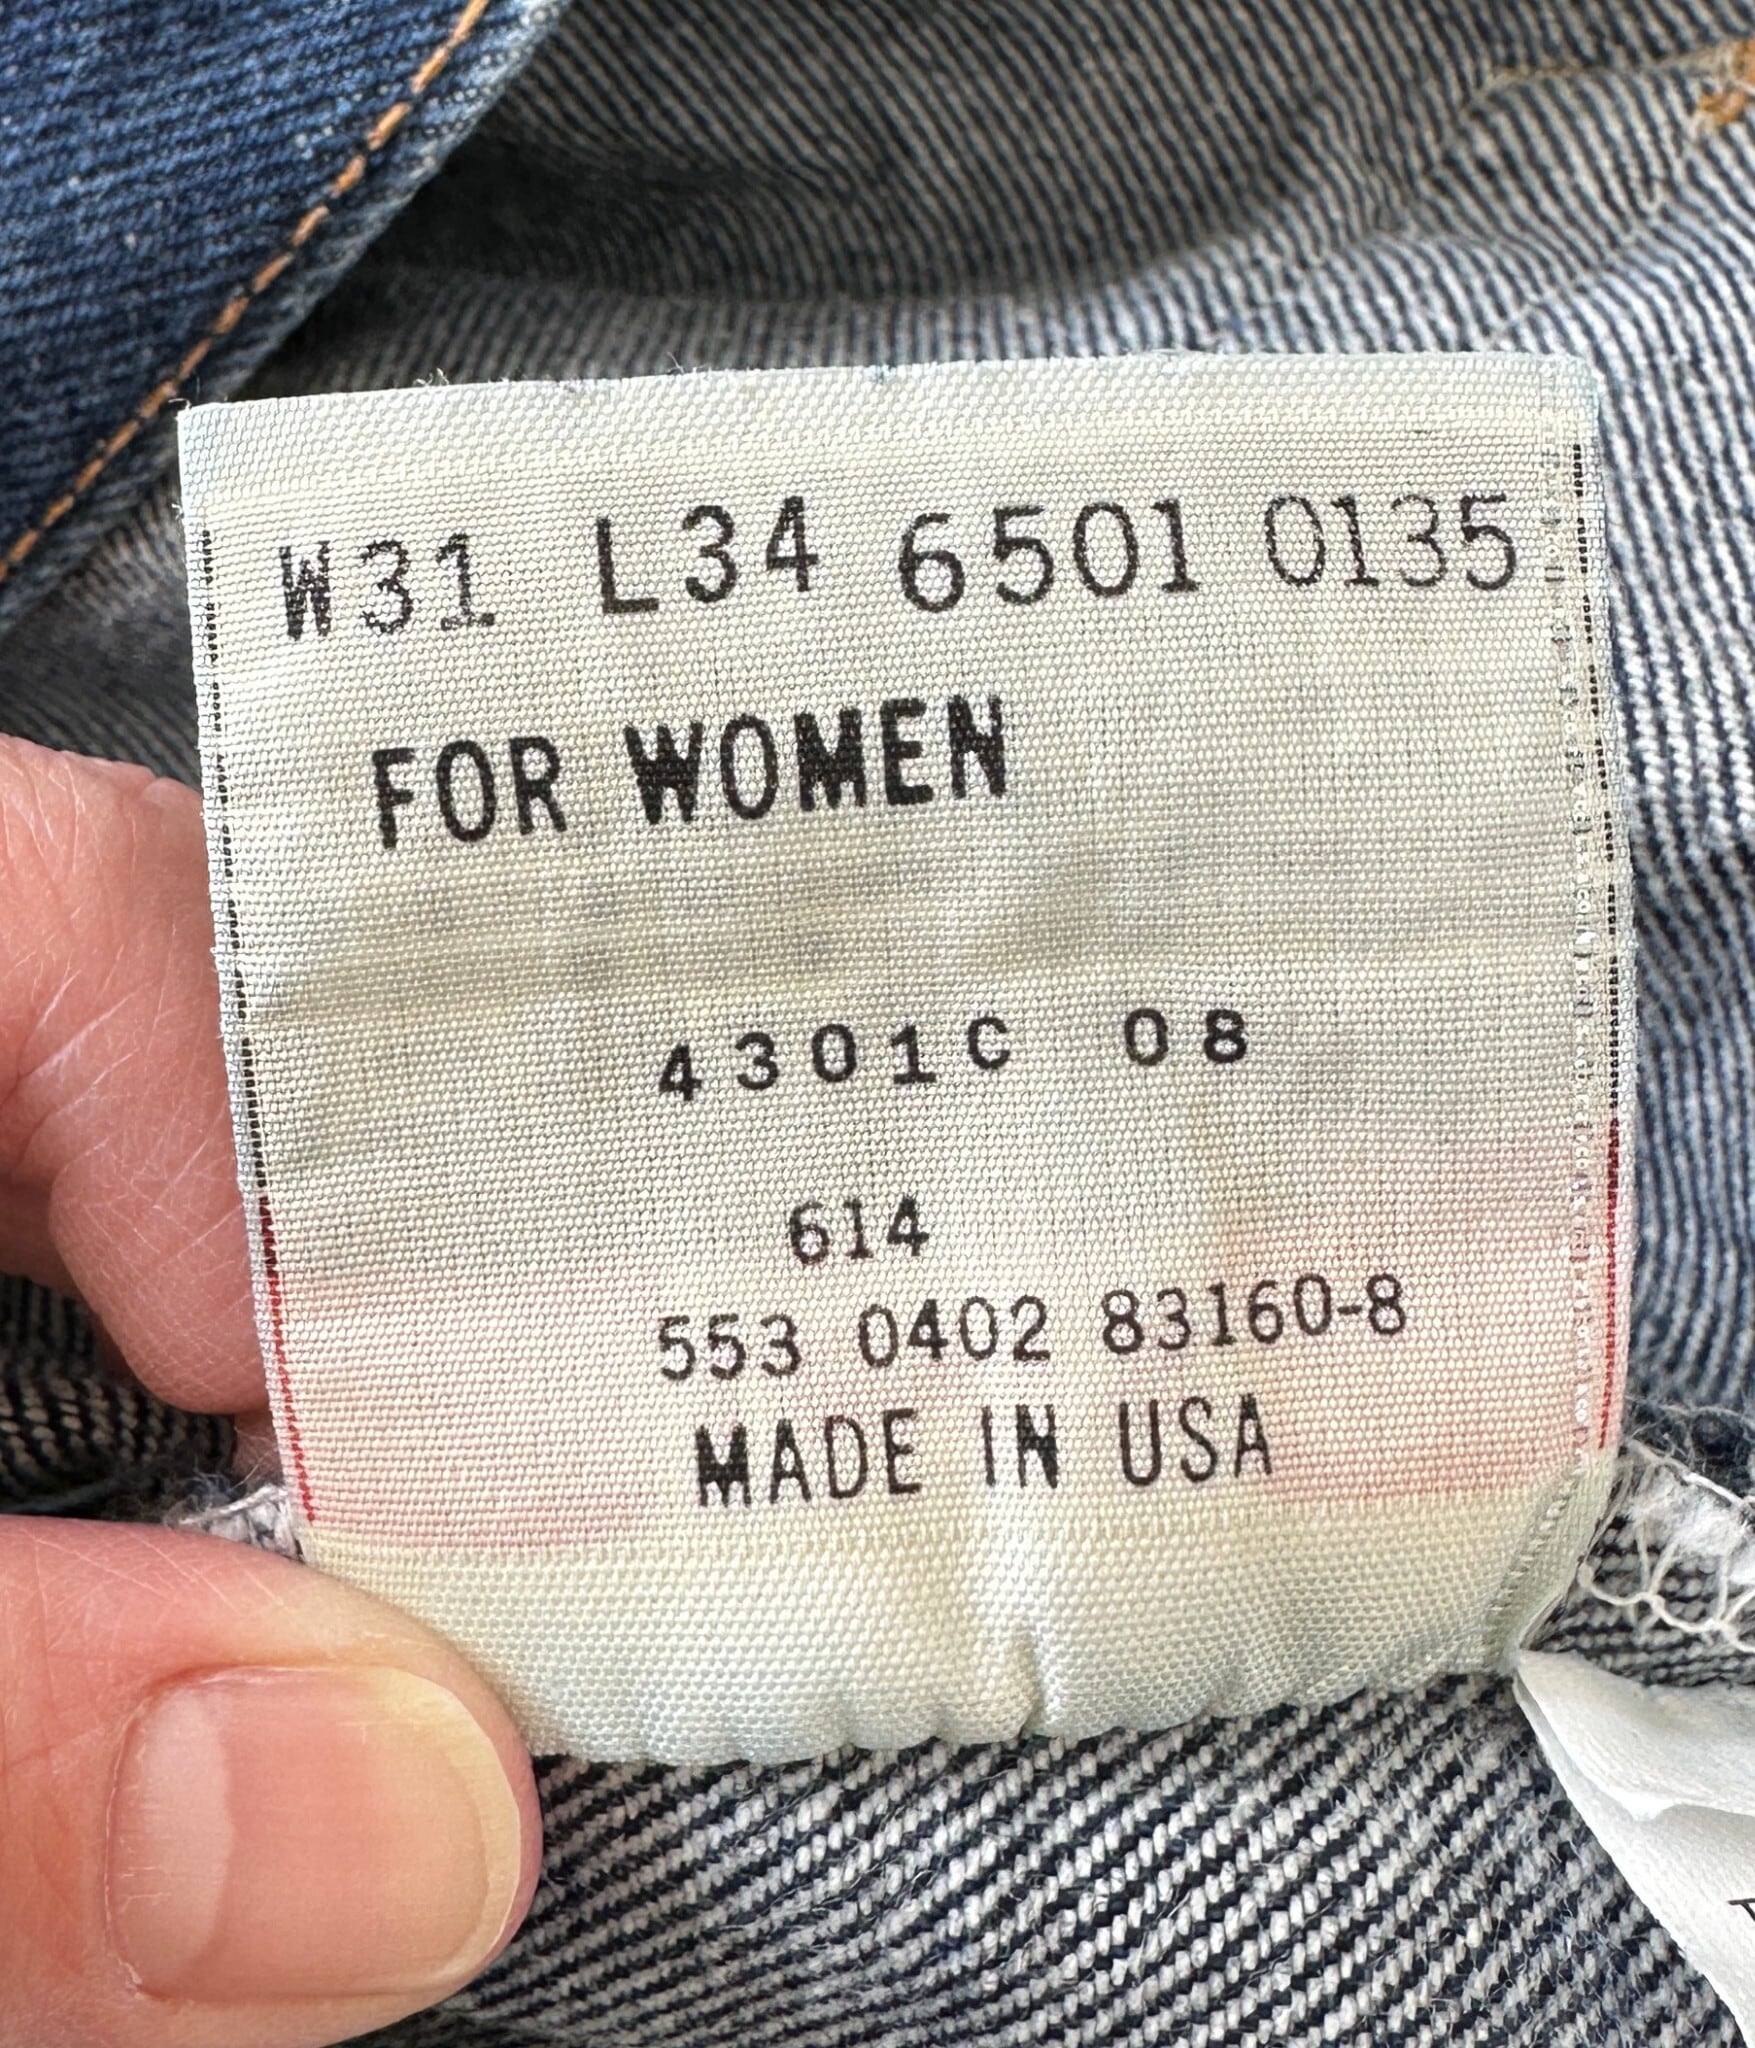 W31 L34 6501 0135
FOR WOMEN
4301C 08
614
553 0402 83160-8
MADE IN USA